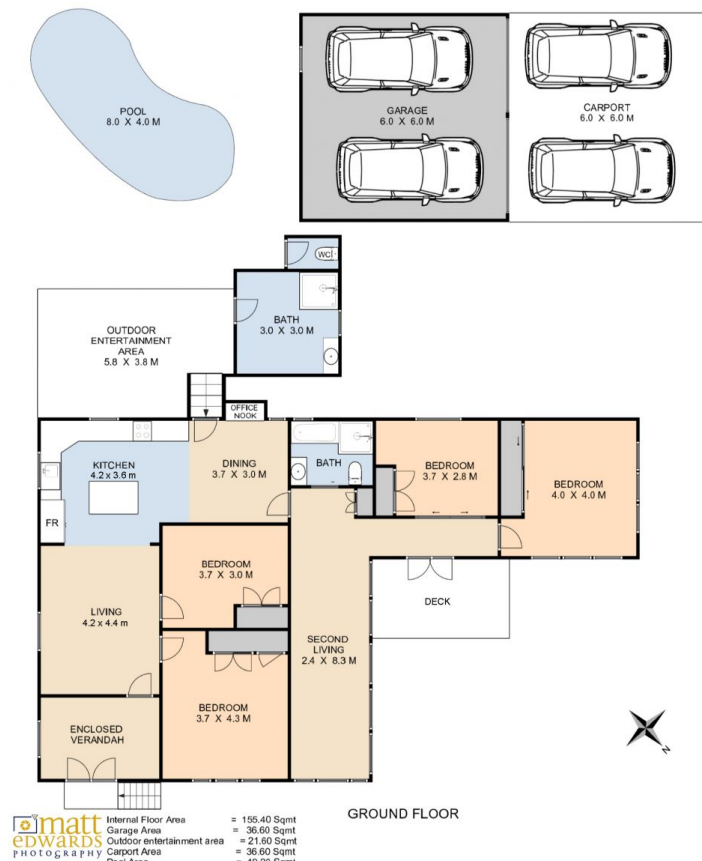 POOL
8.0 X 4.0 M
GARAGE
6.0 X 6.0 M
CARPORT
6.0 X 6.0 M
WC
BATH
3.0 X 3.0 M
OUTDOOR
ENTERTAINMENT
AREA
5.8 X 3.8 M
OFFICE
NOOK
KITCHEN
4.2 x 3.6 m
DINING
3.7 X 3.0 M
BATH
BEDROOM
3.7 X 2.8 M
BEDROOM
4.0 X 4.0 M
FR
BEDROOM
3.7 X 3.0 M
LIVING
4.2 x 4.4 m
DECK
SECOND
LIVING
2.4 X 8.3 M
BEDROOM
3.7 X 4.3 M
ENCLOSED
VERANDAH
N
GROUND FLOOR
matt
EDWARDS
PHOTOGRAPHY
Internal Floor Area = 155.40 Sqmt
Garage Area = 36.60 Sqmt
Outdoor entertainment area = 21.60 Sqmt
Carport Area = 36.60 Sqmt